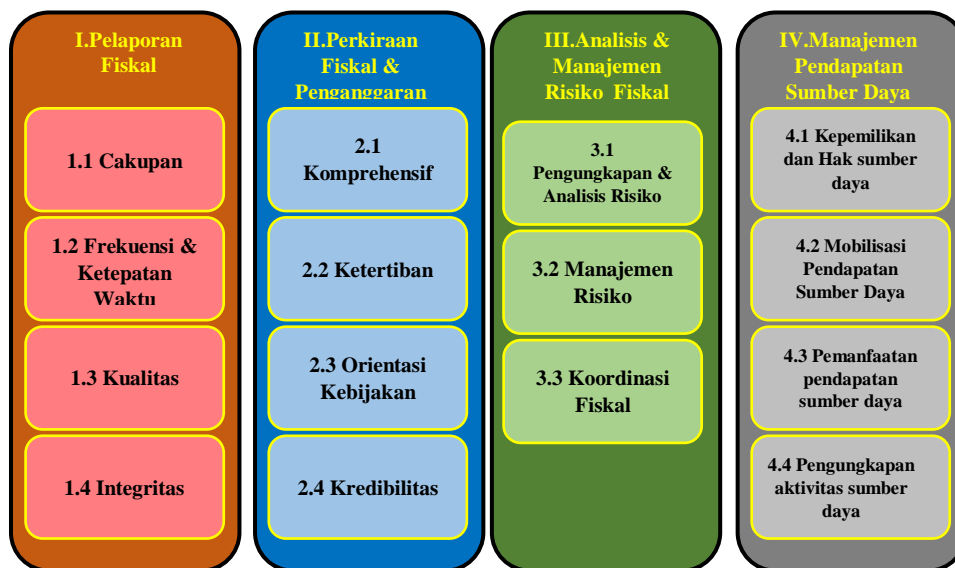 I.Pelaporan
Fiskal
1.1 Cakupan
1.2 Frekuensi &
Ketepatan
Waktu
1.3 Kualitas
1.4 Integritas
II.Perkiraan
Fiskal &
Penganggaran
2.1
Komprehensif
2.2 Ketertiban
2.3 Orientasi
Kebijakan
2.4 Kredibilitas
III.Analisis &
Manajemen
Risiko Fiskal
3.1
Pengungkapan &
Analisis Risiko
3.2 Manajemen
Risiko
3.3 Koordinasi
Fiskal
IV.Manajemen
Pendapatan
Sumber Daya
4.1 Kepemilikan
dan Hak sumber
daya
4.2 Mobilisasi
Pendapatan
Sumber Daya
4.3 Pemanfaatan
pendapatan
sumber daya
4.4 Pengungkapan
aktivitas sumber
daya